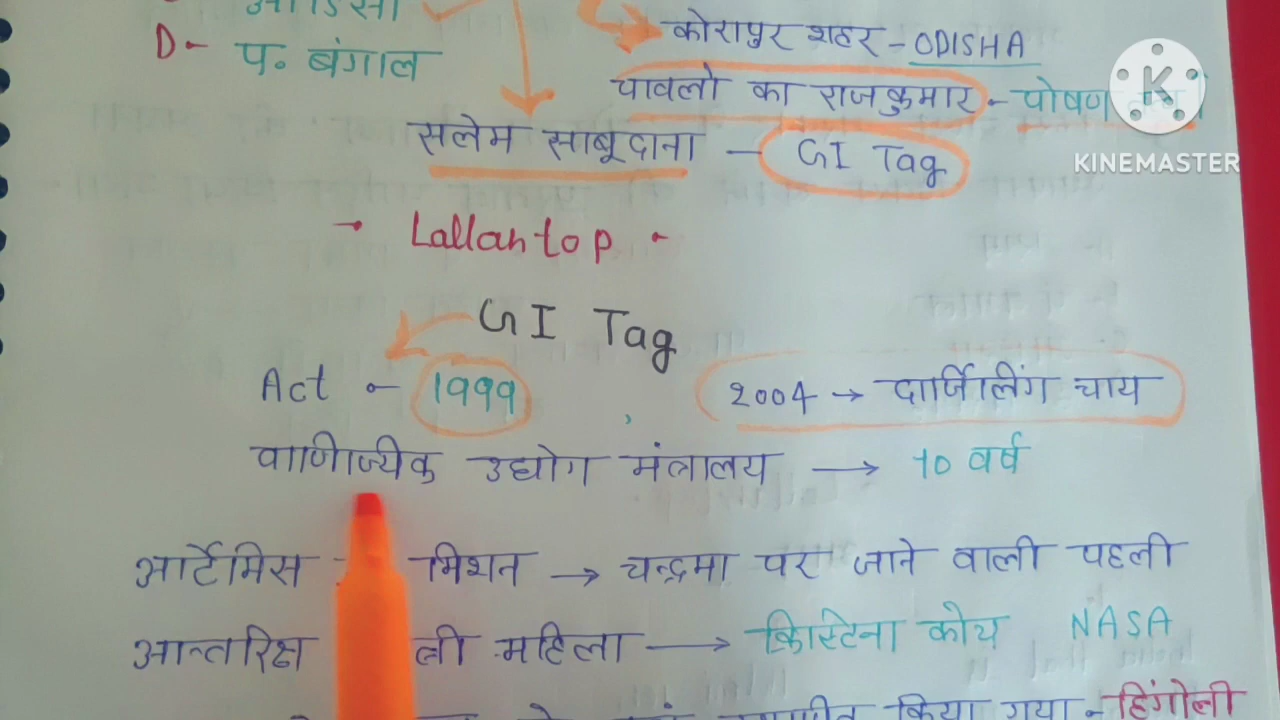 ओडिसा
D- प. बंगाल
कोरापुर शहर - ODISHA
चावलो का राजकुमार - पोषण
सलेम साबूदाना - GI Tag
KINEMASTER
→ Lallantop •
GI Tag
Act - 1999, 2004 → दार्जिलिंग चाय
वाणिज्यिक उद्योग मंत्रालय → 10 वर्ष
आर्टेमिस मिशन → चन्द्रमा पर जाने वाली पहली
आन्तरिक्ष महिला → क्रिस्टिना कोच NASA
किया गया - हिंगोली